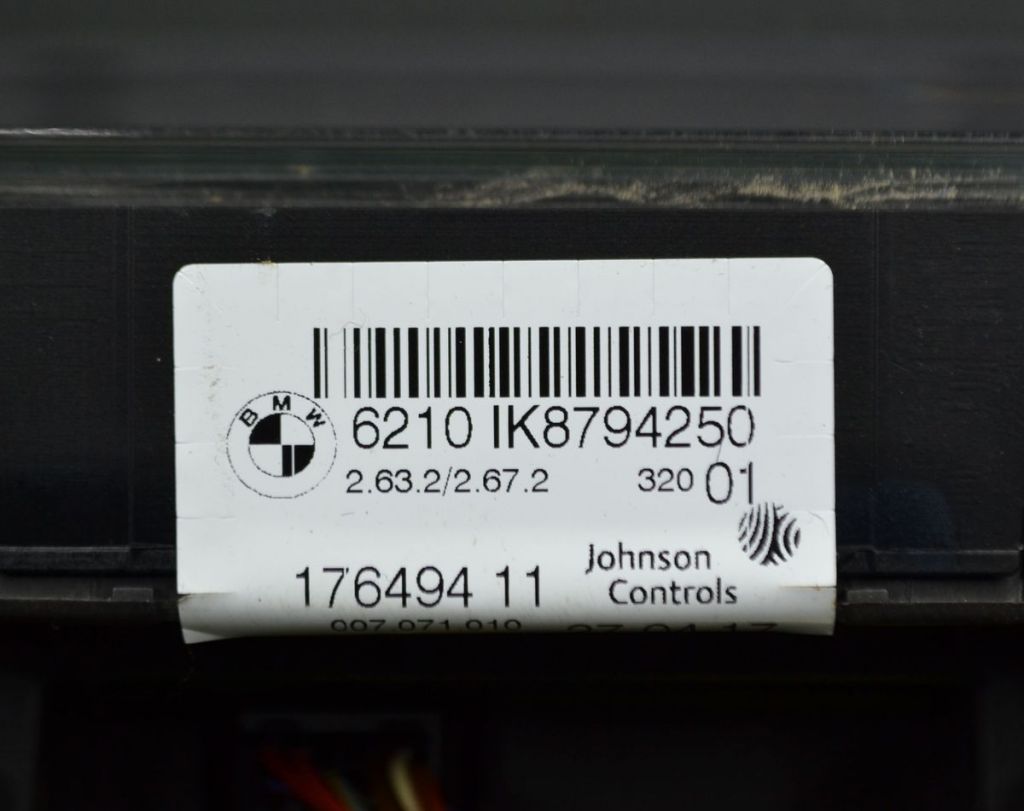 BMW
6210 IK8794250
2.63.2/2.67.2 320 01
Johnson
Controls
176494 11